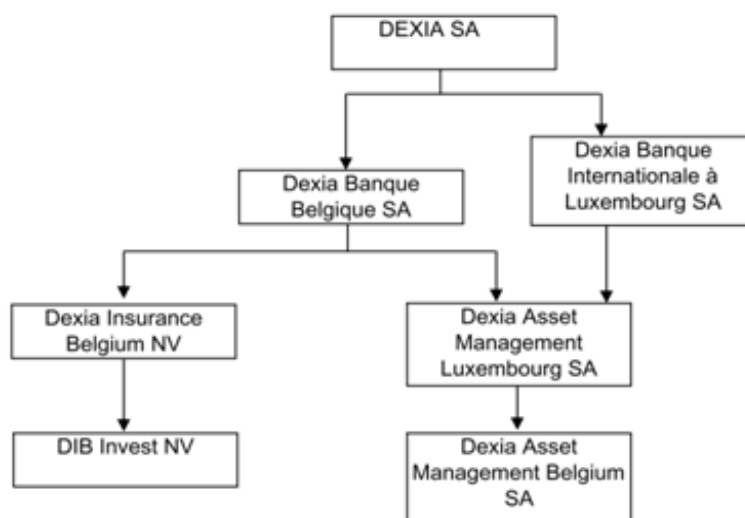 DEXIA SA
Dexia Banque
Internationale à
Luxembourg SA
Dexia Banque
Belgique SA
Dexia Insurance
Belgium NV
Dexia Asset
Management
Luxembourg SA
DIB Invest NV
Dexia Asset
Management Belgium
SA